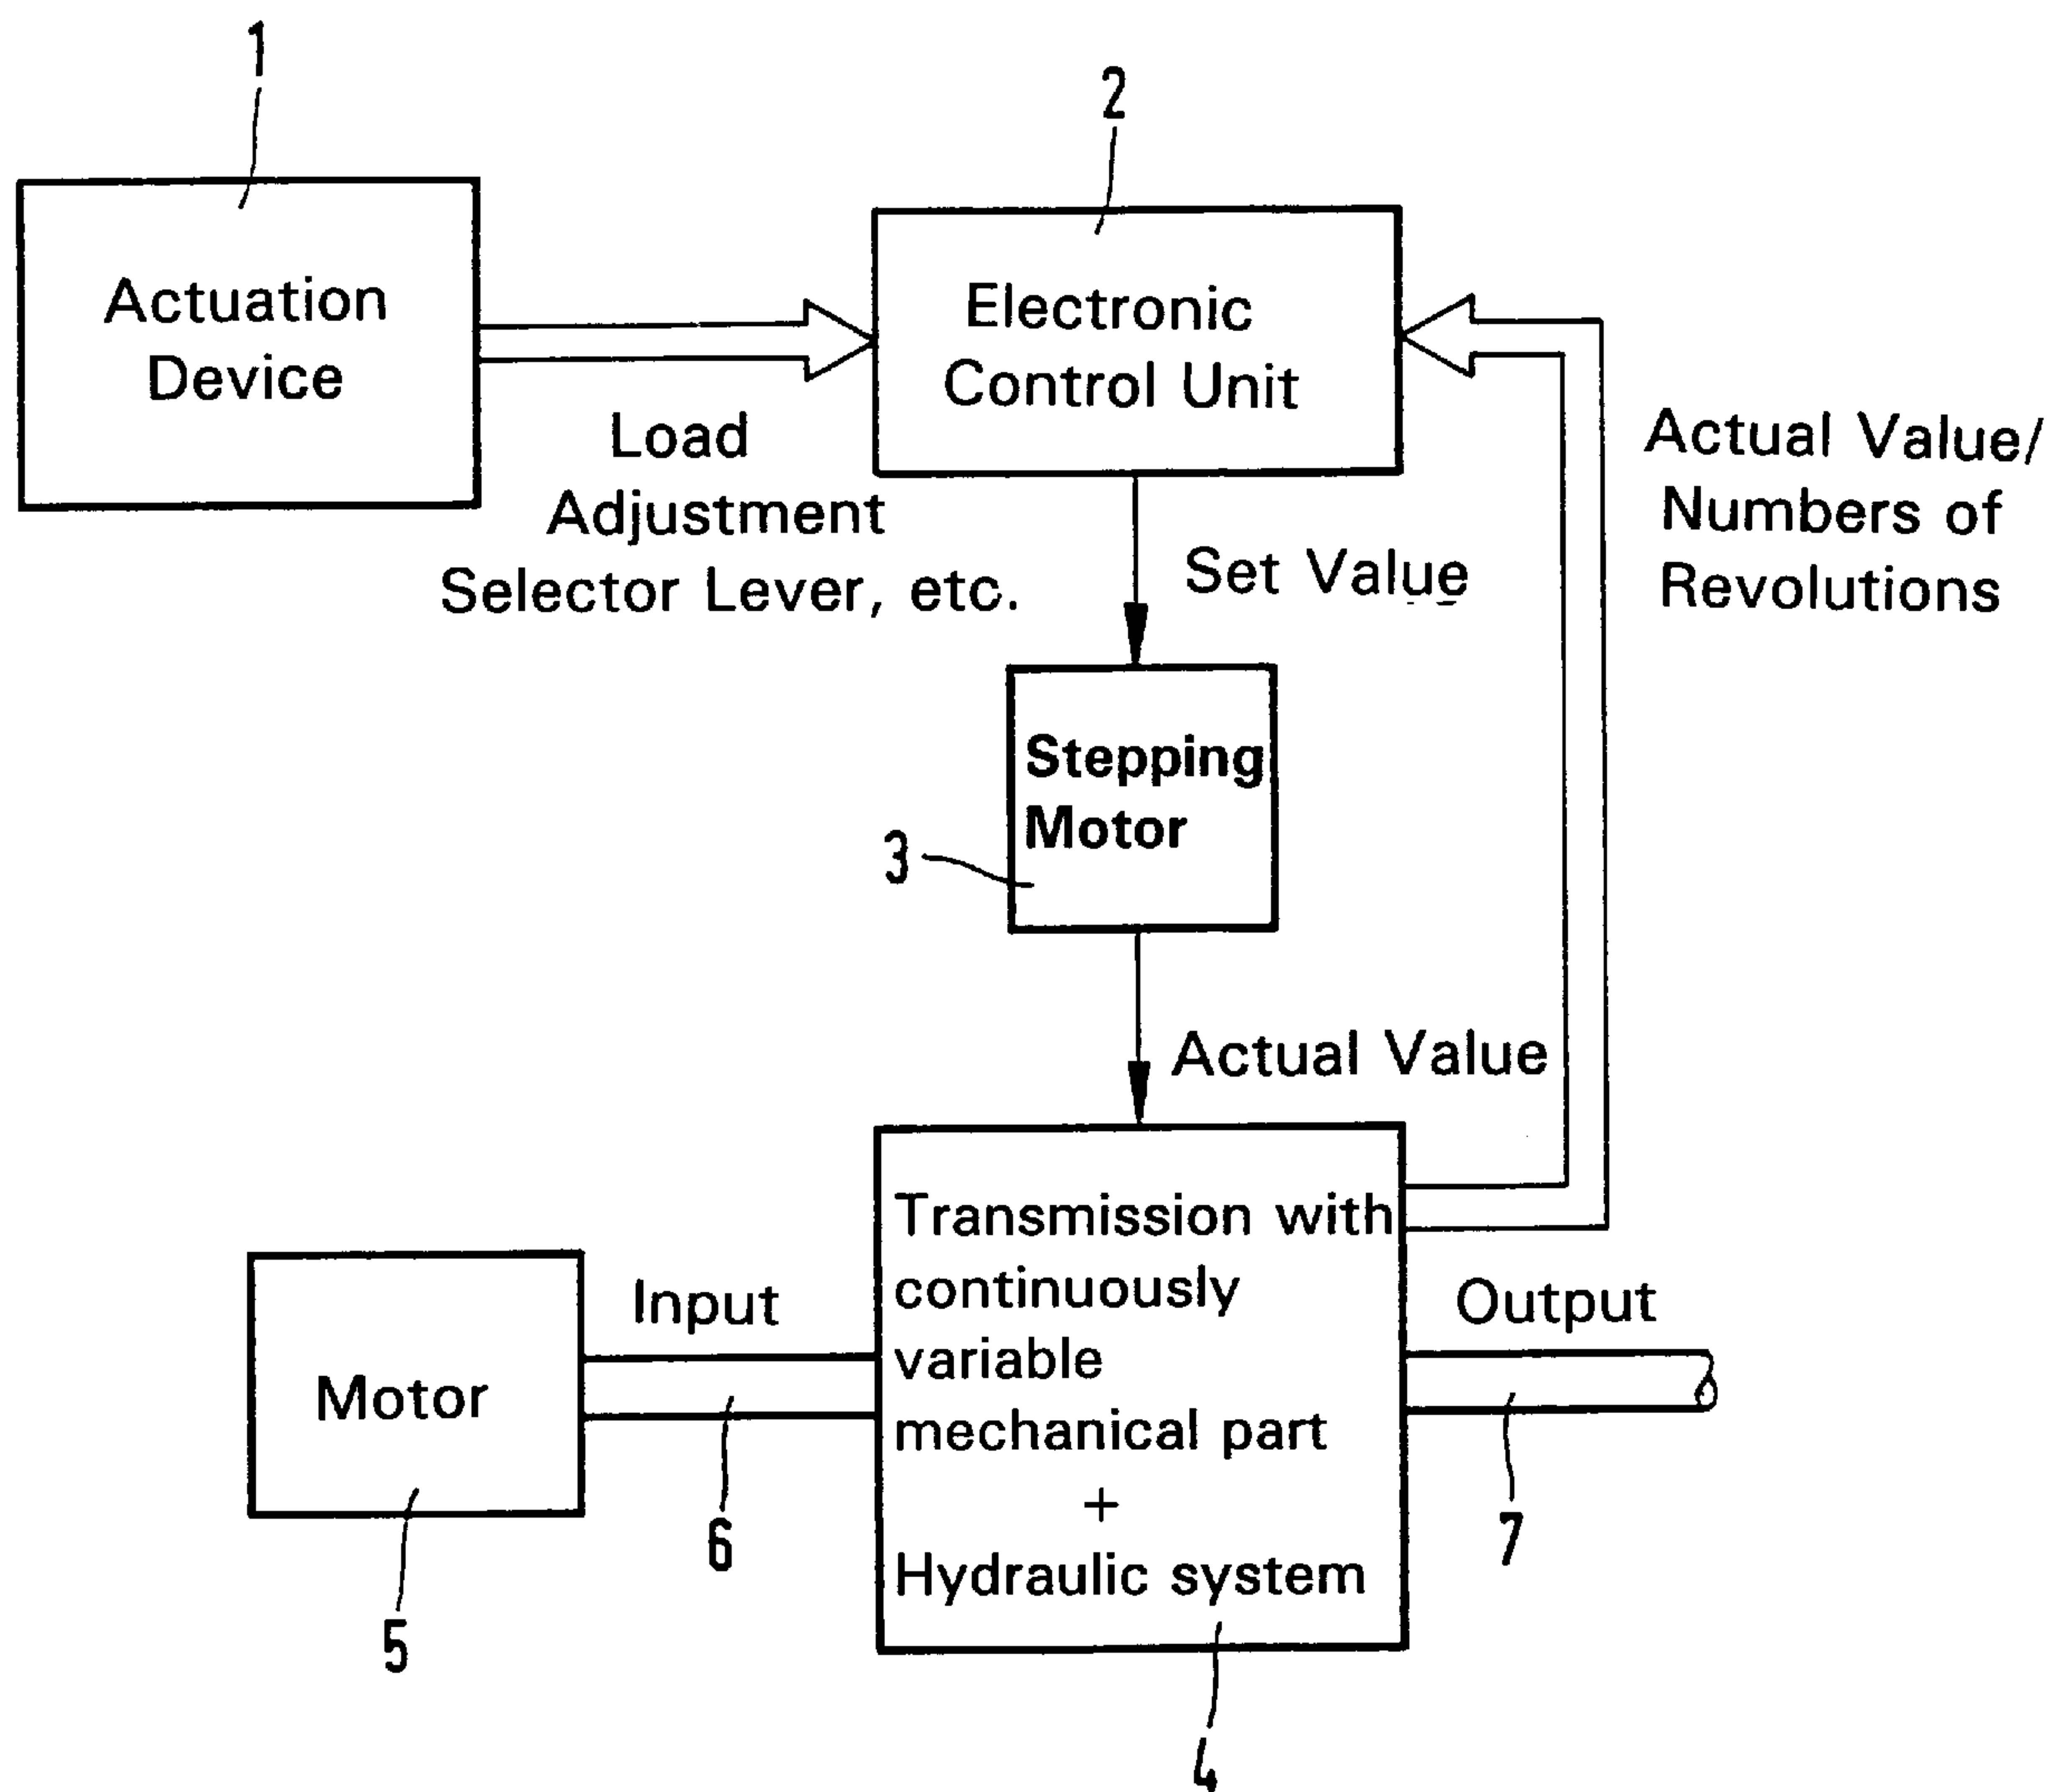 1
2
Actuation
Device
Electronic
Control Unit
Load
Adjustment
Selector Lever, etc.
Set Value
Actual Value/
Numbers of
Revolutions
Stepping
Motor
3
Actual Value
Transmission with
continuously
variable
mechanical part
+
Hydraulic system
Input
Output
Motor
6
7
5
4